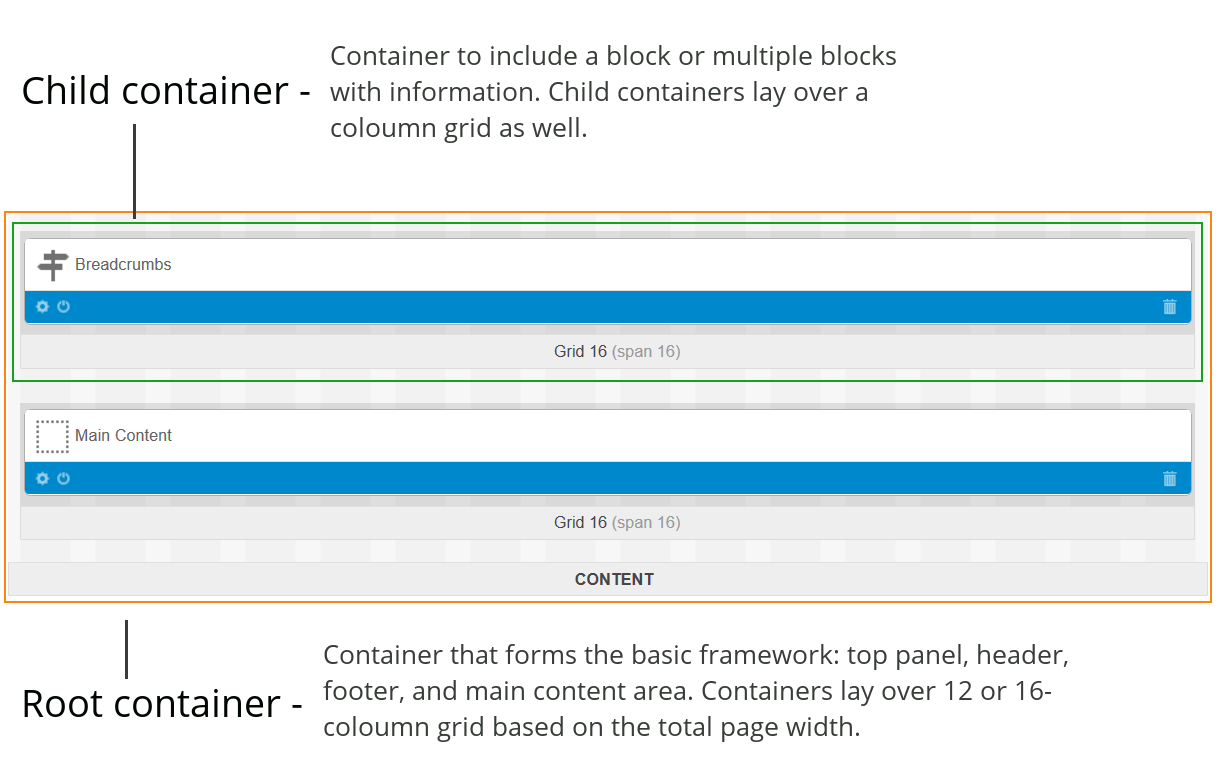 Child container -
Container to include a block or multiple blocks
with information. Child containers lay over a
coloumn grid as well.
Breadcrumbs
Grid 16 (span 16)
Main Content
Grid 16 (span 16)
CONTENT
Root container -
Container that forms the basic framework: top panel, header,
footer, and main content area. Containers lay over 12 or 16-
coloumn grid based on the total page width.